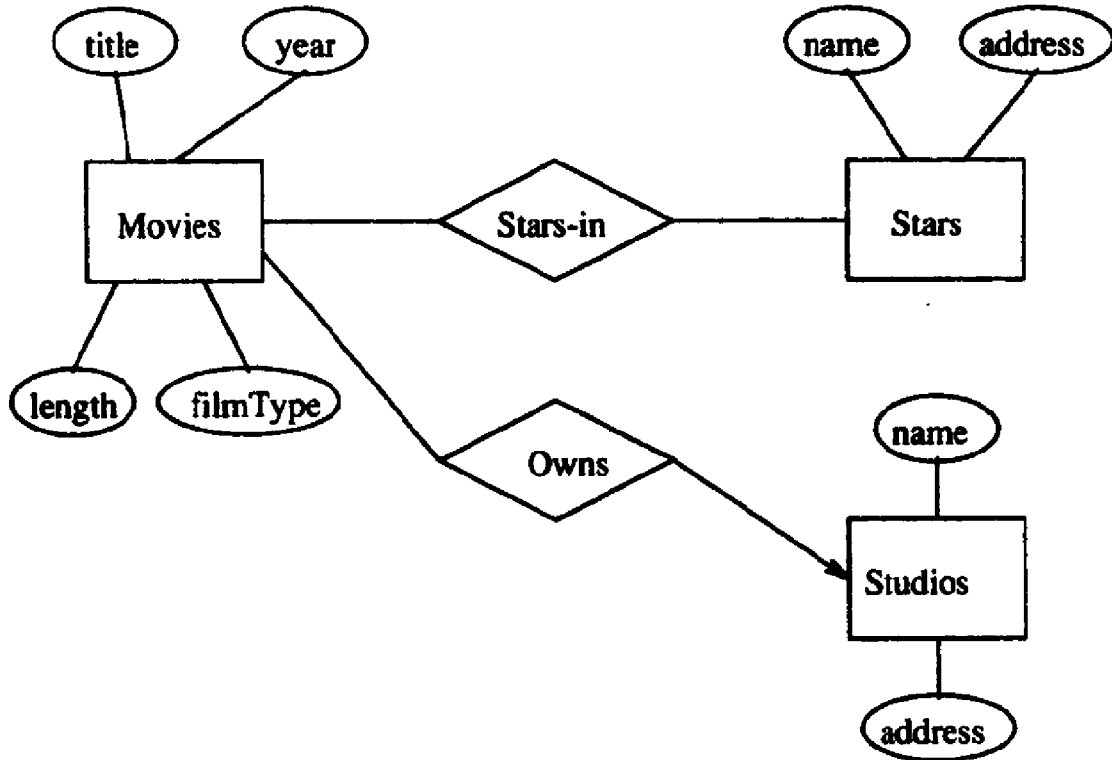 title
year
name
address
Movies
Stars-in
Stars
length
filmType
name
Owns
Studios
address